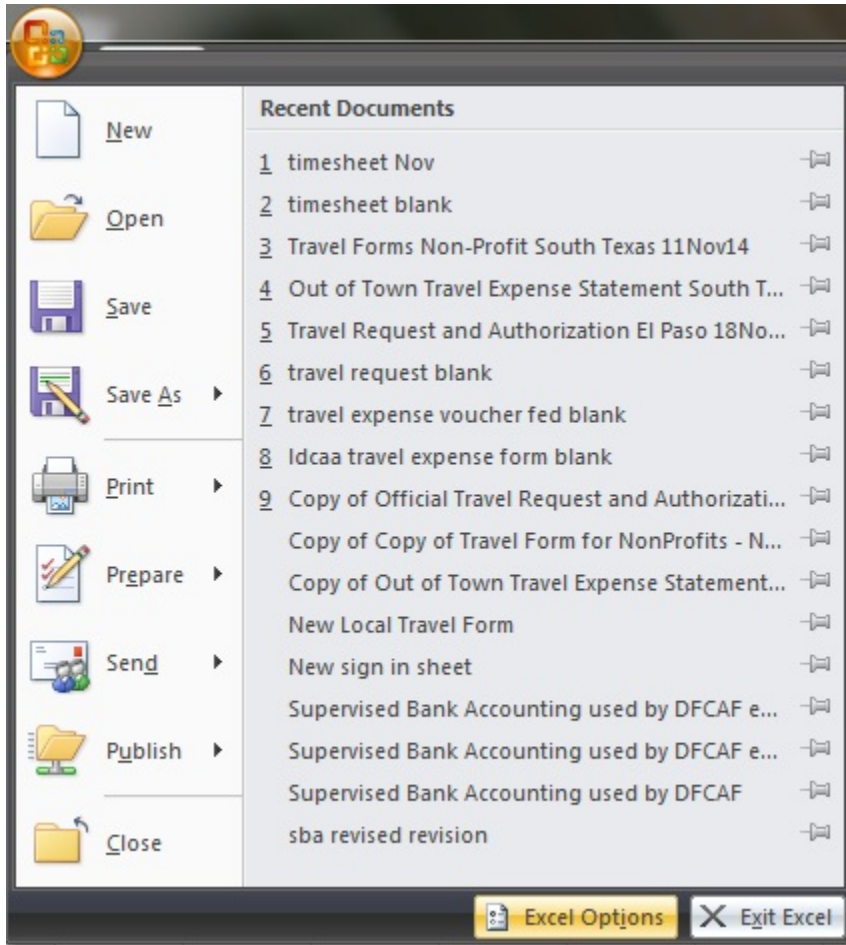 New
Open
Save
Save As
Print
Prepare
Send
Publish
Close
Recent Documents
1 timesheet Nov
2 timesheet blank
3 Travel Forms Non-Profit South Texas 11Nov14
4 Out of Town Travel Expense Statement South T...
5 Travel Request and Authorization El Paso 18No...
6 travel request blank
7 travel expense voucher fed blank
8 ldcaa travel expense form blank
9 Copy of Official Travel Request and Authorizati...
Copy of Copy of Travel Form for NonProfits - N...
Copy of Out of Town Travel Expense Statement...
New Local Travel Form
New sign in sheet
Supervised Bank Accounting used by DFCAF e...
Supervised Bank Accounting used by DFCAF e...
Supervised Bank Accounting used by DFCAF
sba revised revision
Excel Options
Exit Excel